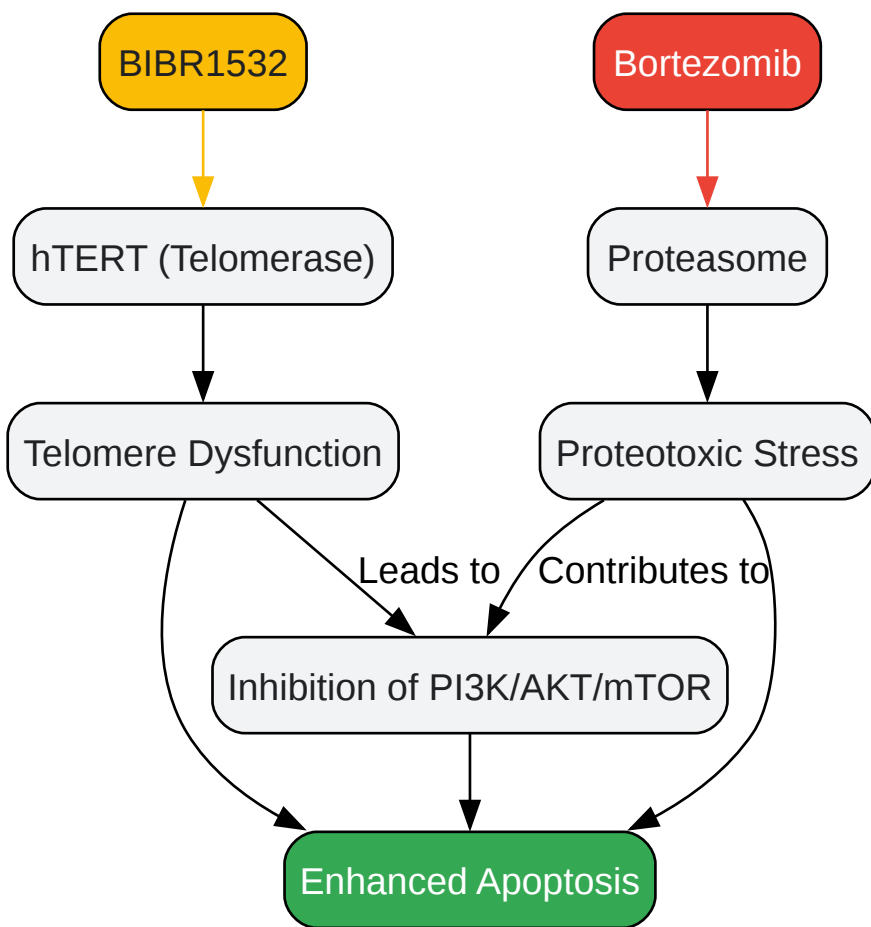 BIBR1532
Bortezomib
hTERT (Telomerase)
Proteasome
Telomere Dysfunction
Proteotoxic Stress
Leads to
Contributes to
Inhibition of PI3K/AKT/mTOR
Enhanced Apoptosis